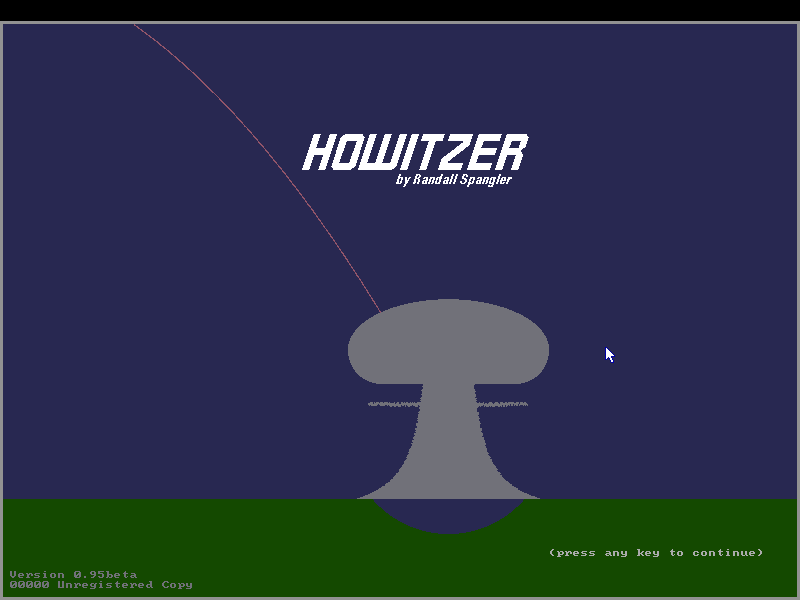 HOWITZER
by Randall Spangler
(press any key to continue)
Version 0.95beta
00000 Unregistered Copy